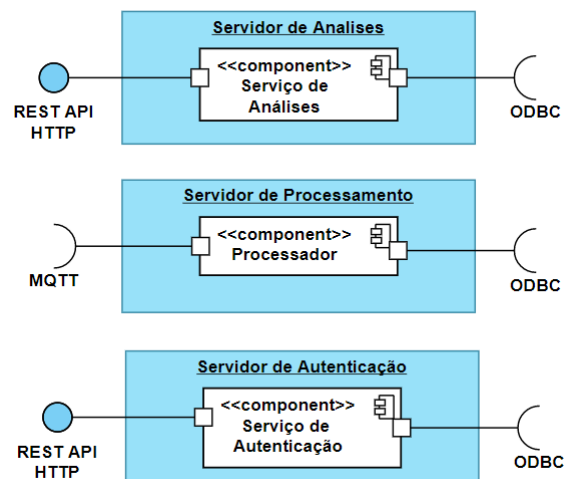 Servidor de Analises
<<component>>
Serviço de
Análises
REST API
HTTP
ODBC
Servidor de Processamento
<<component>>
Processador
MQTT
ODBC
Servidor de Autenticação
<<component>>
Serviço de
Autenticação
REST API
HTTP
ODBC